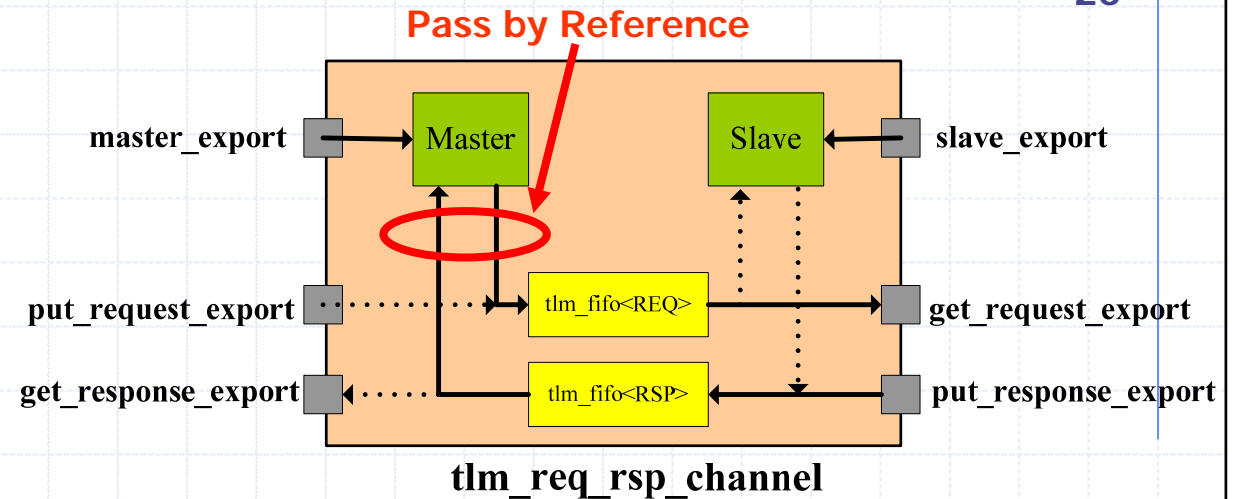 Pass by Reference
master_export
Master
Slave
slave_export
put_request_export
tlm_fifo<REQ>
get_request_export
get_response_export
tlm_fifo<RSP>
put_response_export
tlm_req_rsp_channel